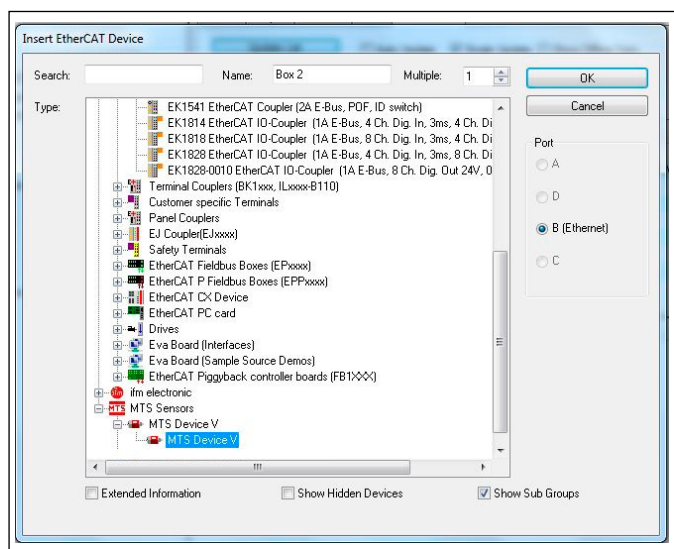 Insert EtherCAT Device
Search: Name: Box 2 Multiple: 1 OK
Type: Cancel
EK1541 EtherCAT Coupler (2A E-Bus, POF, ID switch)
EK1814 EtherCAT IO-Coupler (1A E-Bus, 4 Ch. Dig. In, 3ms, 4 Ch. Di
EK1818 EtherCAT IO-Coupler (1A E-Bus, 8 Ch. Dig. In, 3ms, 4 Ch. Di
EK1828 EtherCAT IO-Coupler (1A E-Bus, 4 Ch. Dig. In, 3ms, 8 Ch. Di
EK1828-0010 EtherCAT IO-Coupler (1A E-Bus, 8 Ch. Dig. Out 24V, 0
Terminal Couplers (BK1xxx, ILxxxx-B110)
Customer specific Terminals
Panel Couplers
EJ Coupler(EJxxxx)
Safety Terminals
EtherCAT Fieldbus Boxes (EPxxxx)
EtherCAT P Fieldbus Boxes (EPPxxxx)
EtherCAT CX Device
EtherCAT PC card
Drives
Eva Board (Interfaces)
Eva Board (Sample Source Demos)
EtherCAT Piggyback controller boards (FB1XXX)
ifm electronic
MTS MTS Sensors
MTS Device V
MTS Device V
Port
A
D
B (Ethernet)
C
Extended Information Show Hidden Devices Show Sub Groups